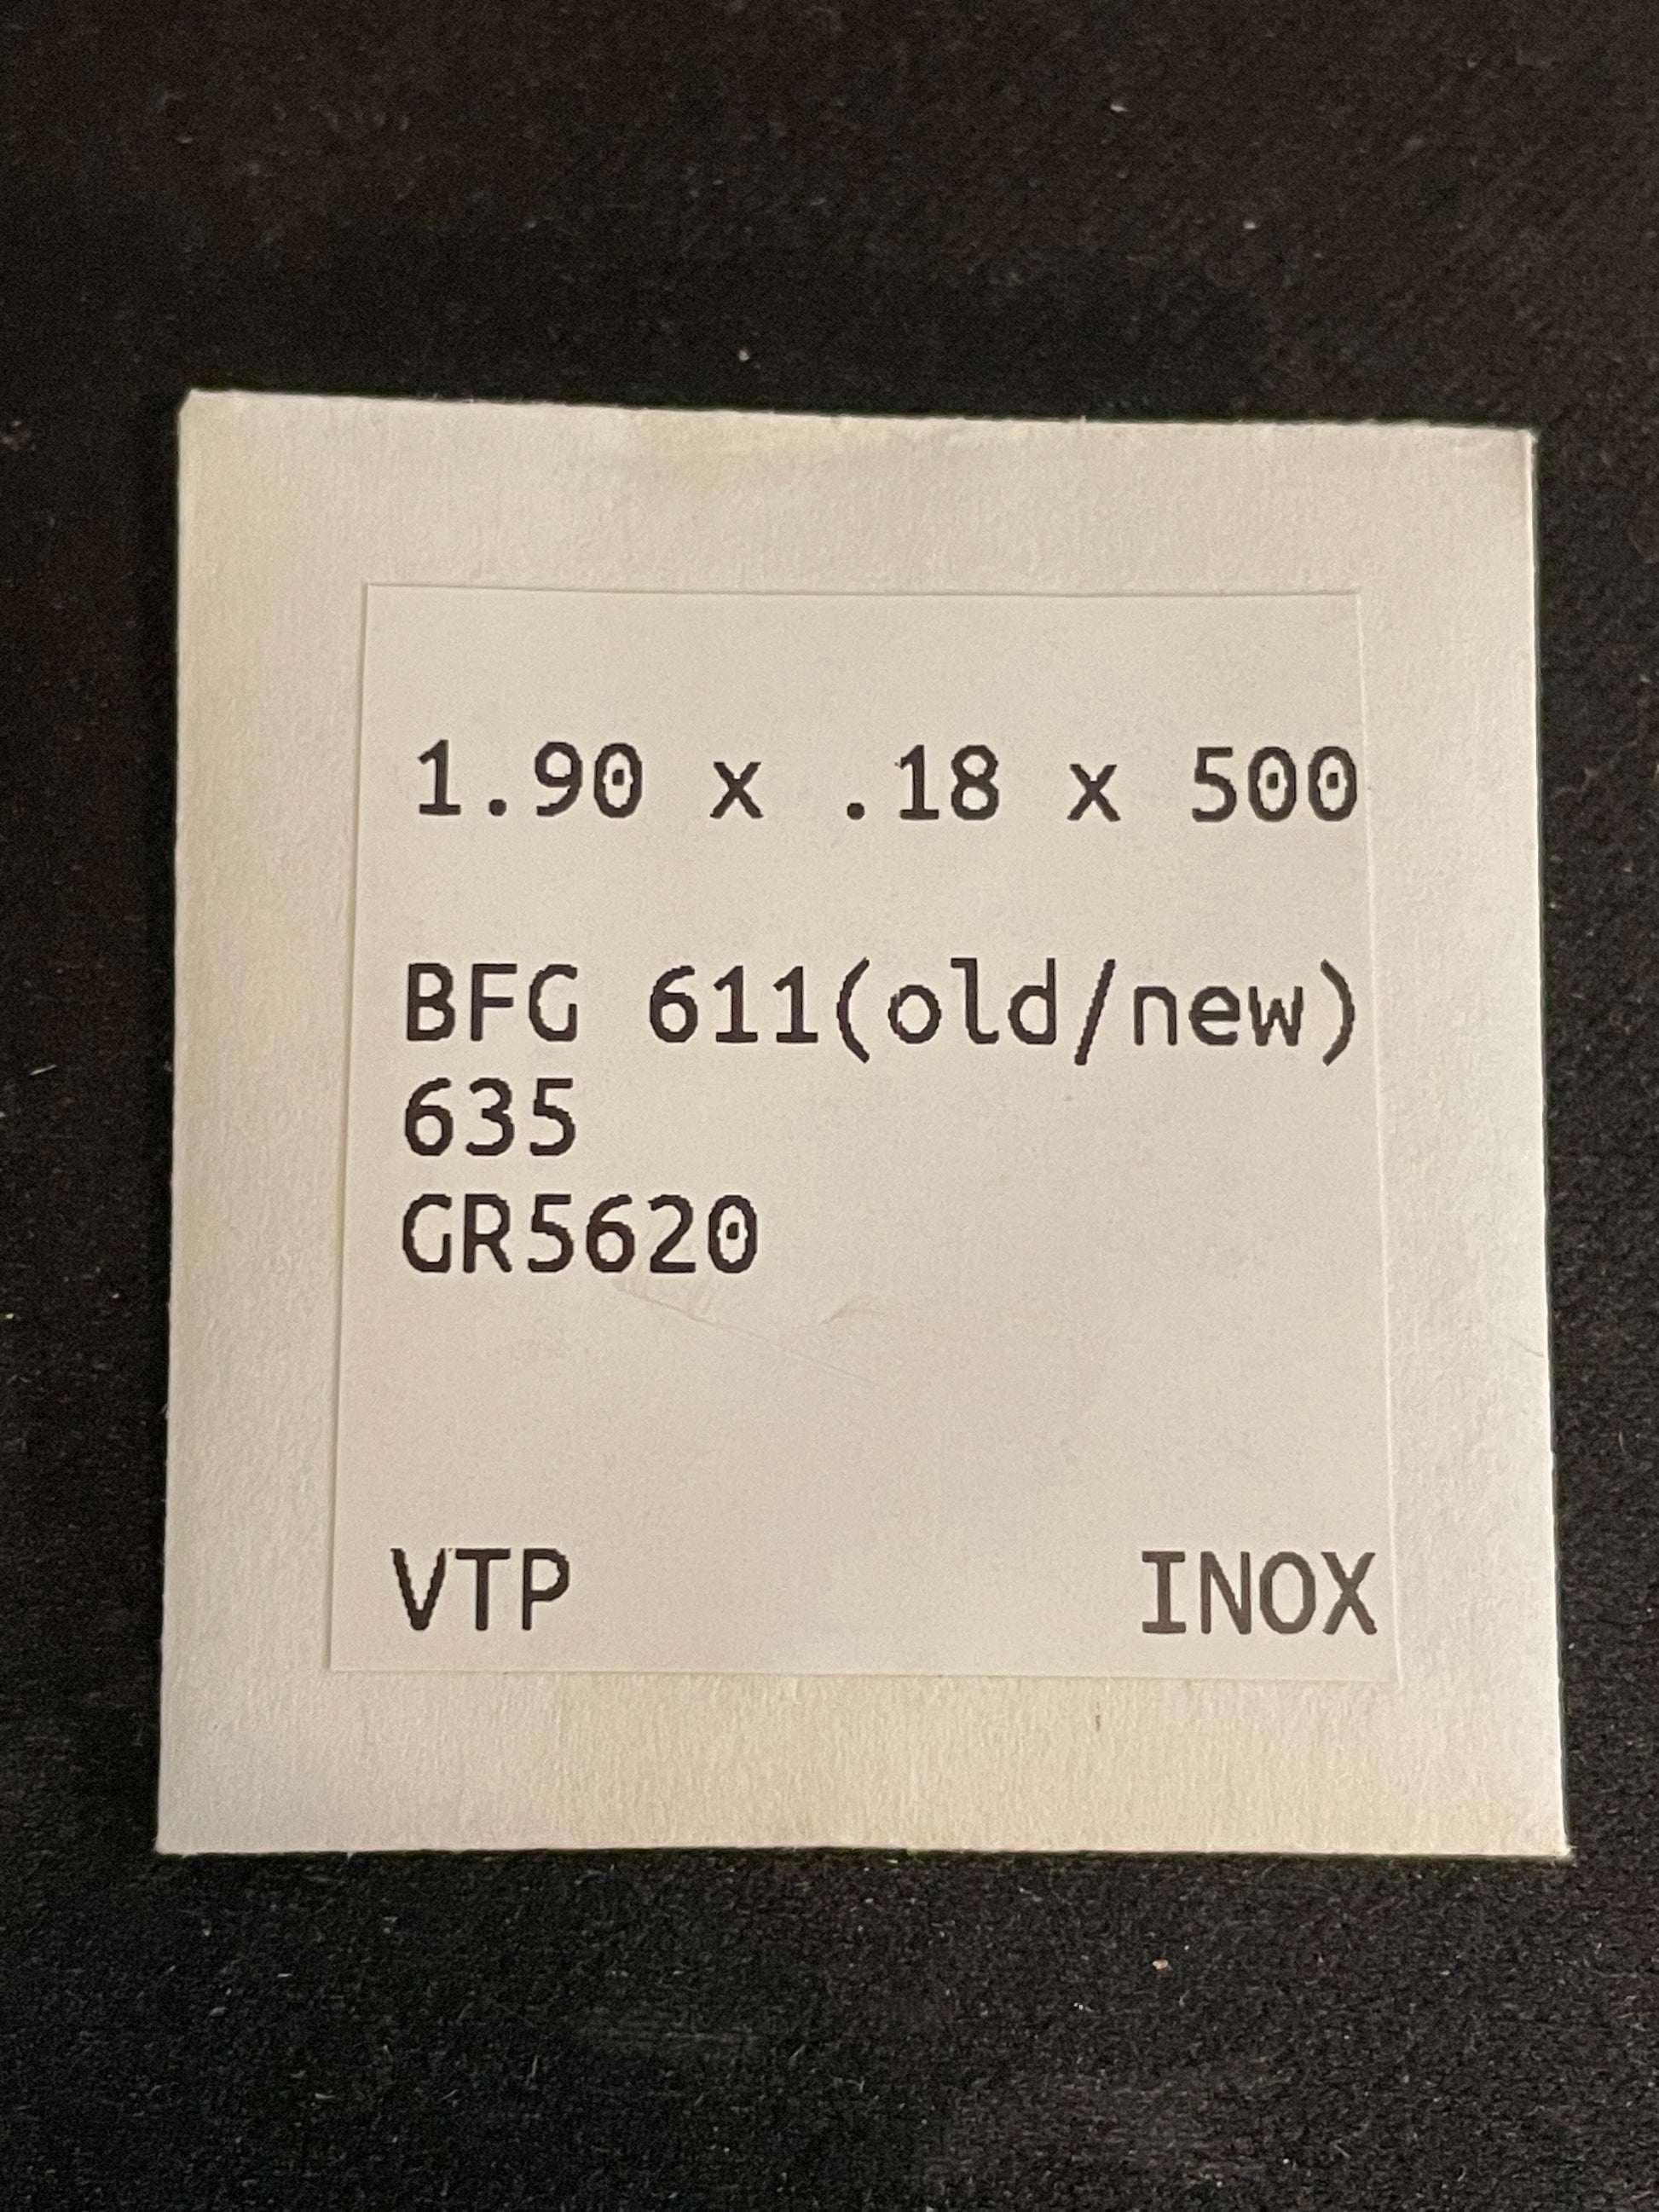 1.90 x .18 x 500
BFG 611(old/new)
635
GR5620
VTP INOX